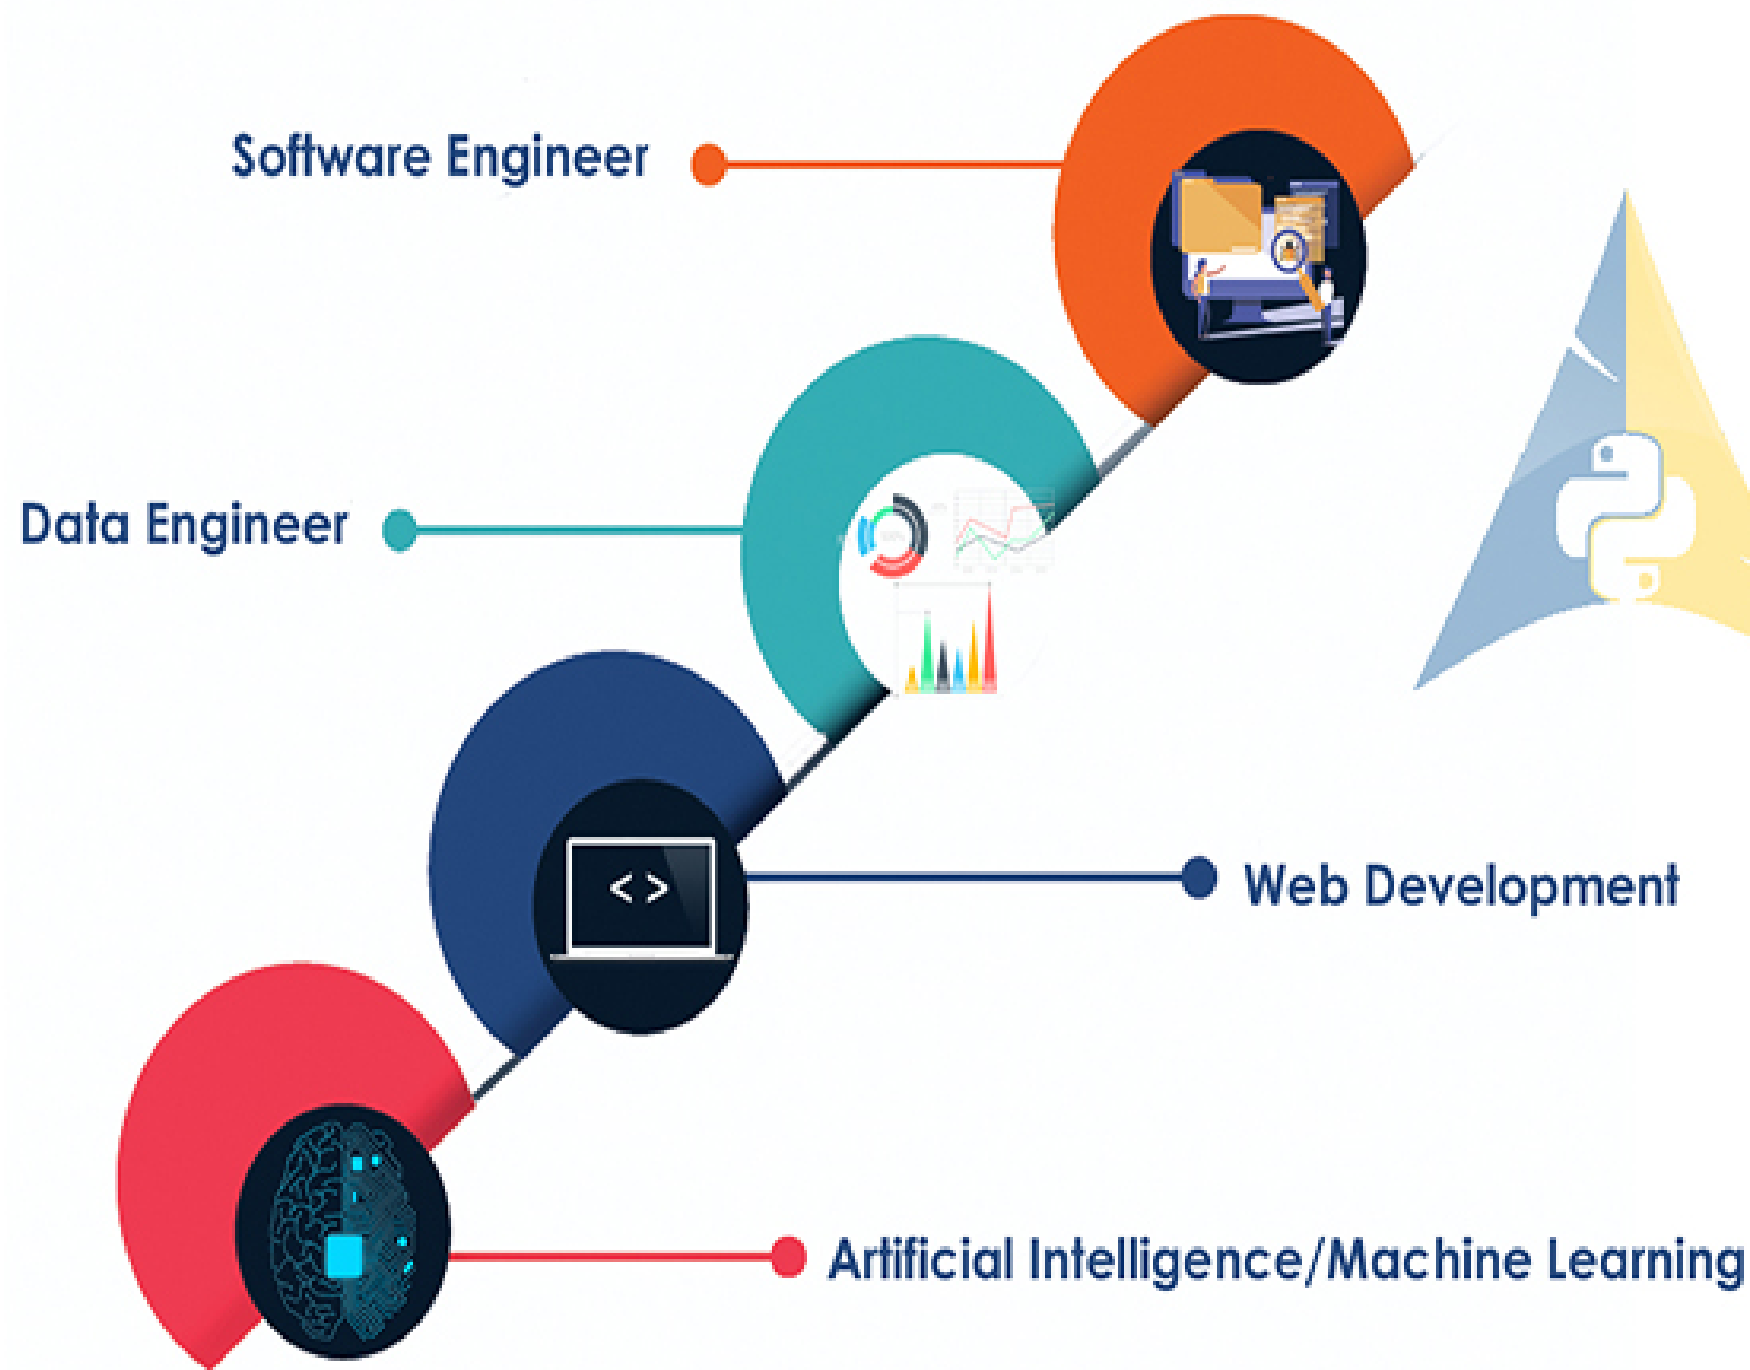 Software Engineer
Data Engineer
< >
Web Development
Artificial Intelligence/Machine Learning